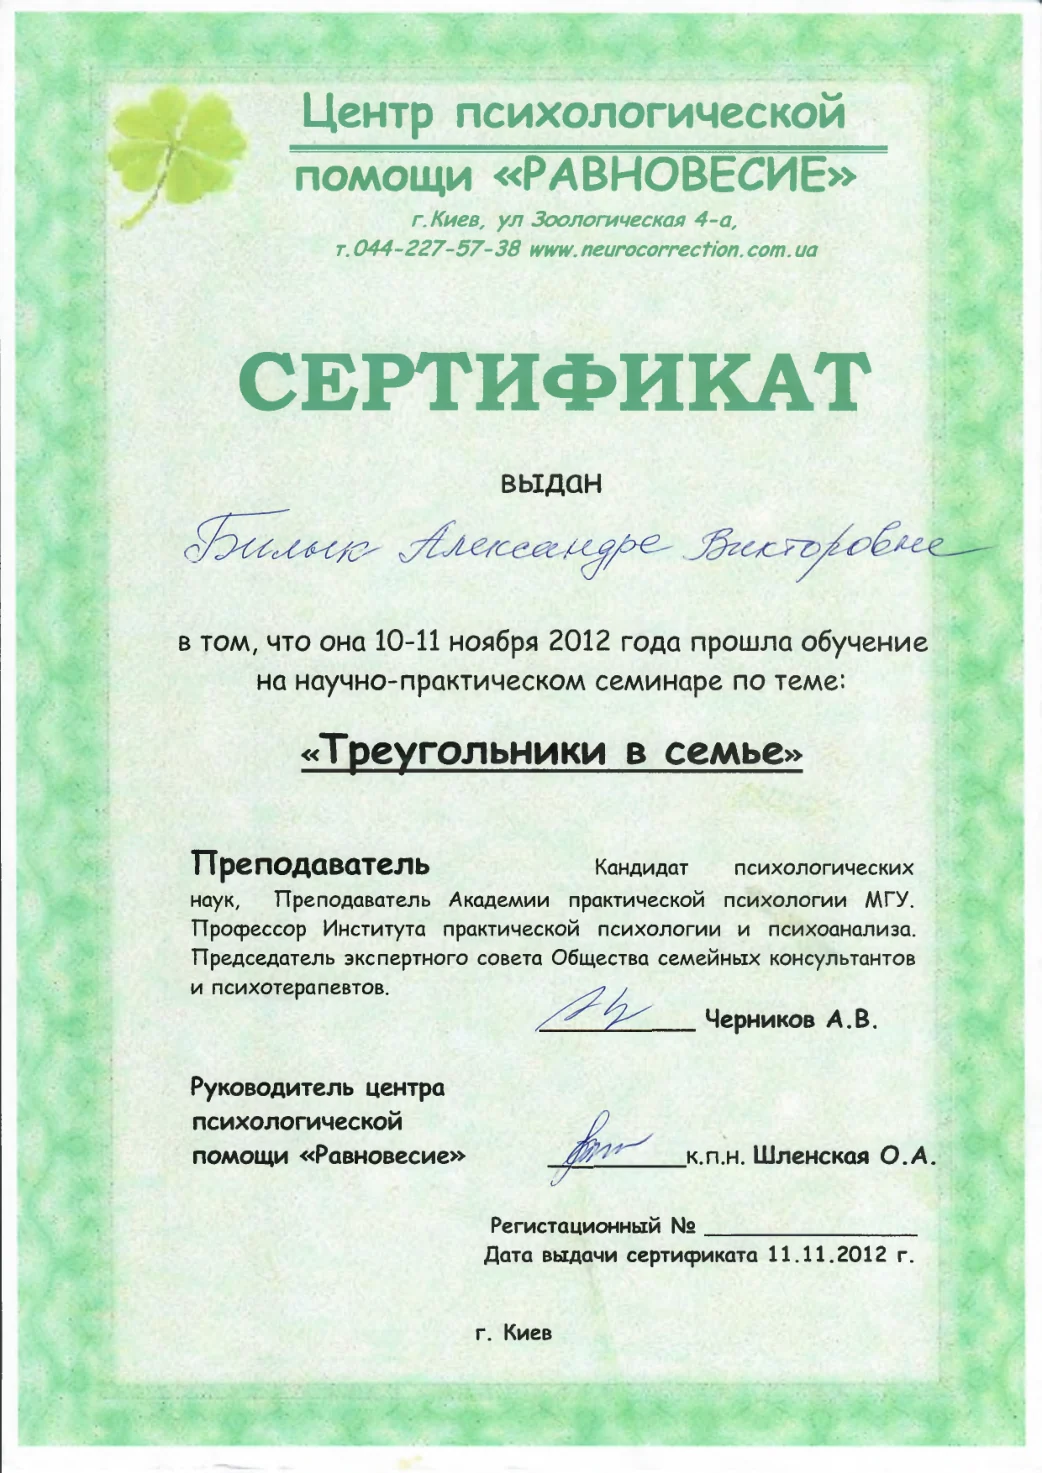 Центр психологической
помощи «РАВНОВЕСИЕ»
г.Киев, ул Зоологическая 4-а,
т.044-227-57-38 www.neurocorrection.com.ua
СЕРТИФИКАТ
выдан
Билык Александре Викторовне
в том, что она 10-11 ноября 2012 года прошла обучение
на научно-практическом семинаре по теме:
«Треугольники в семье»
Преподаватель Кандидат психологических
наук, Преподаватель Академии практической психологии МГУ.
Профессор Института практической психологии и психоанализа.
Председатель экспертного совета Общества семейных консультантов
и психотерапевтов.
Черников А.В.
Руководитель центра
психологической
помощи «Равновесие» к.п.н. Шленская О.А.
Регистационный №
Дата выдачи сертификата 11.11.2012 г.
г. Киев